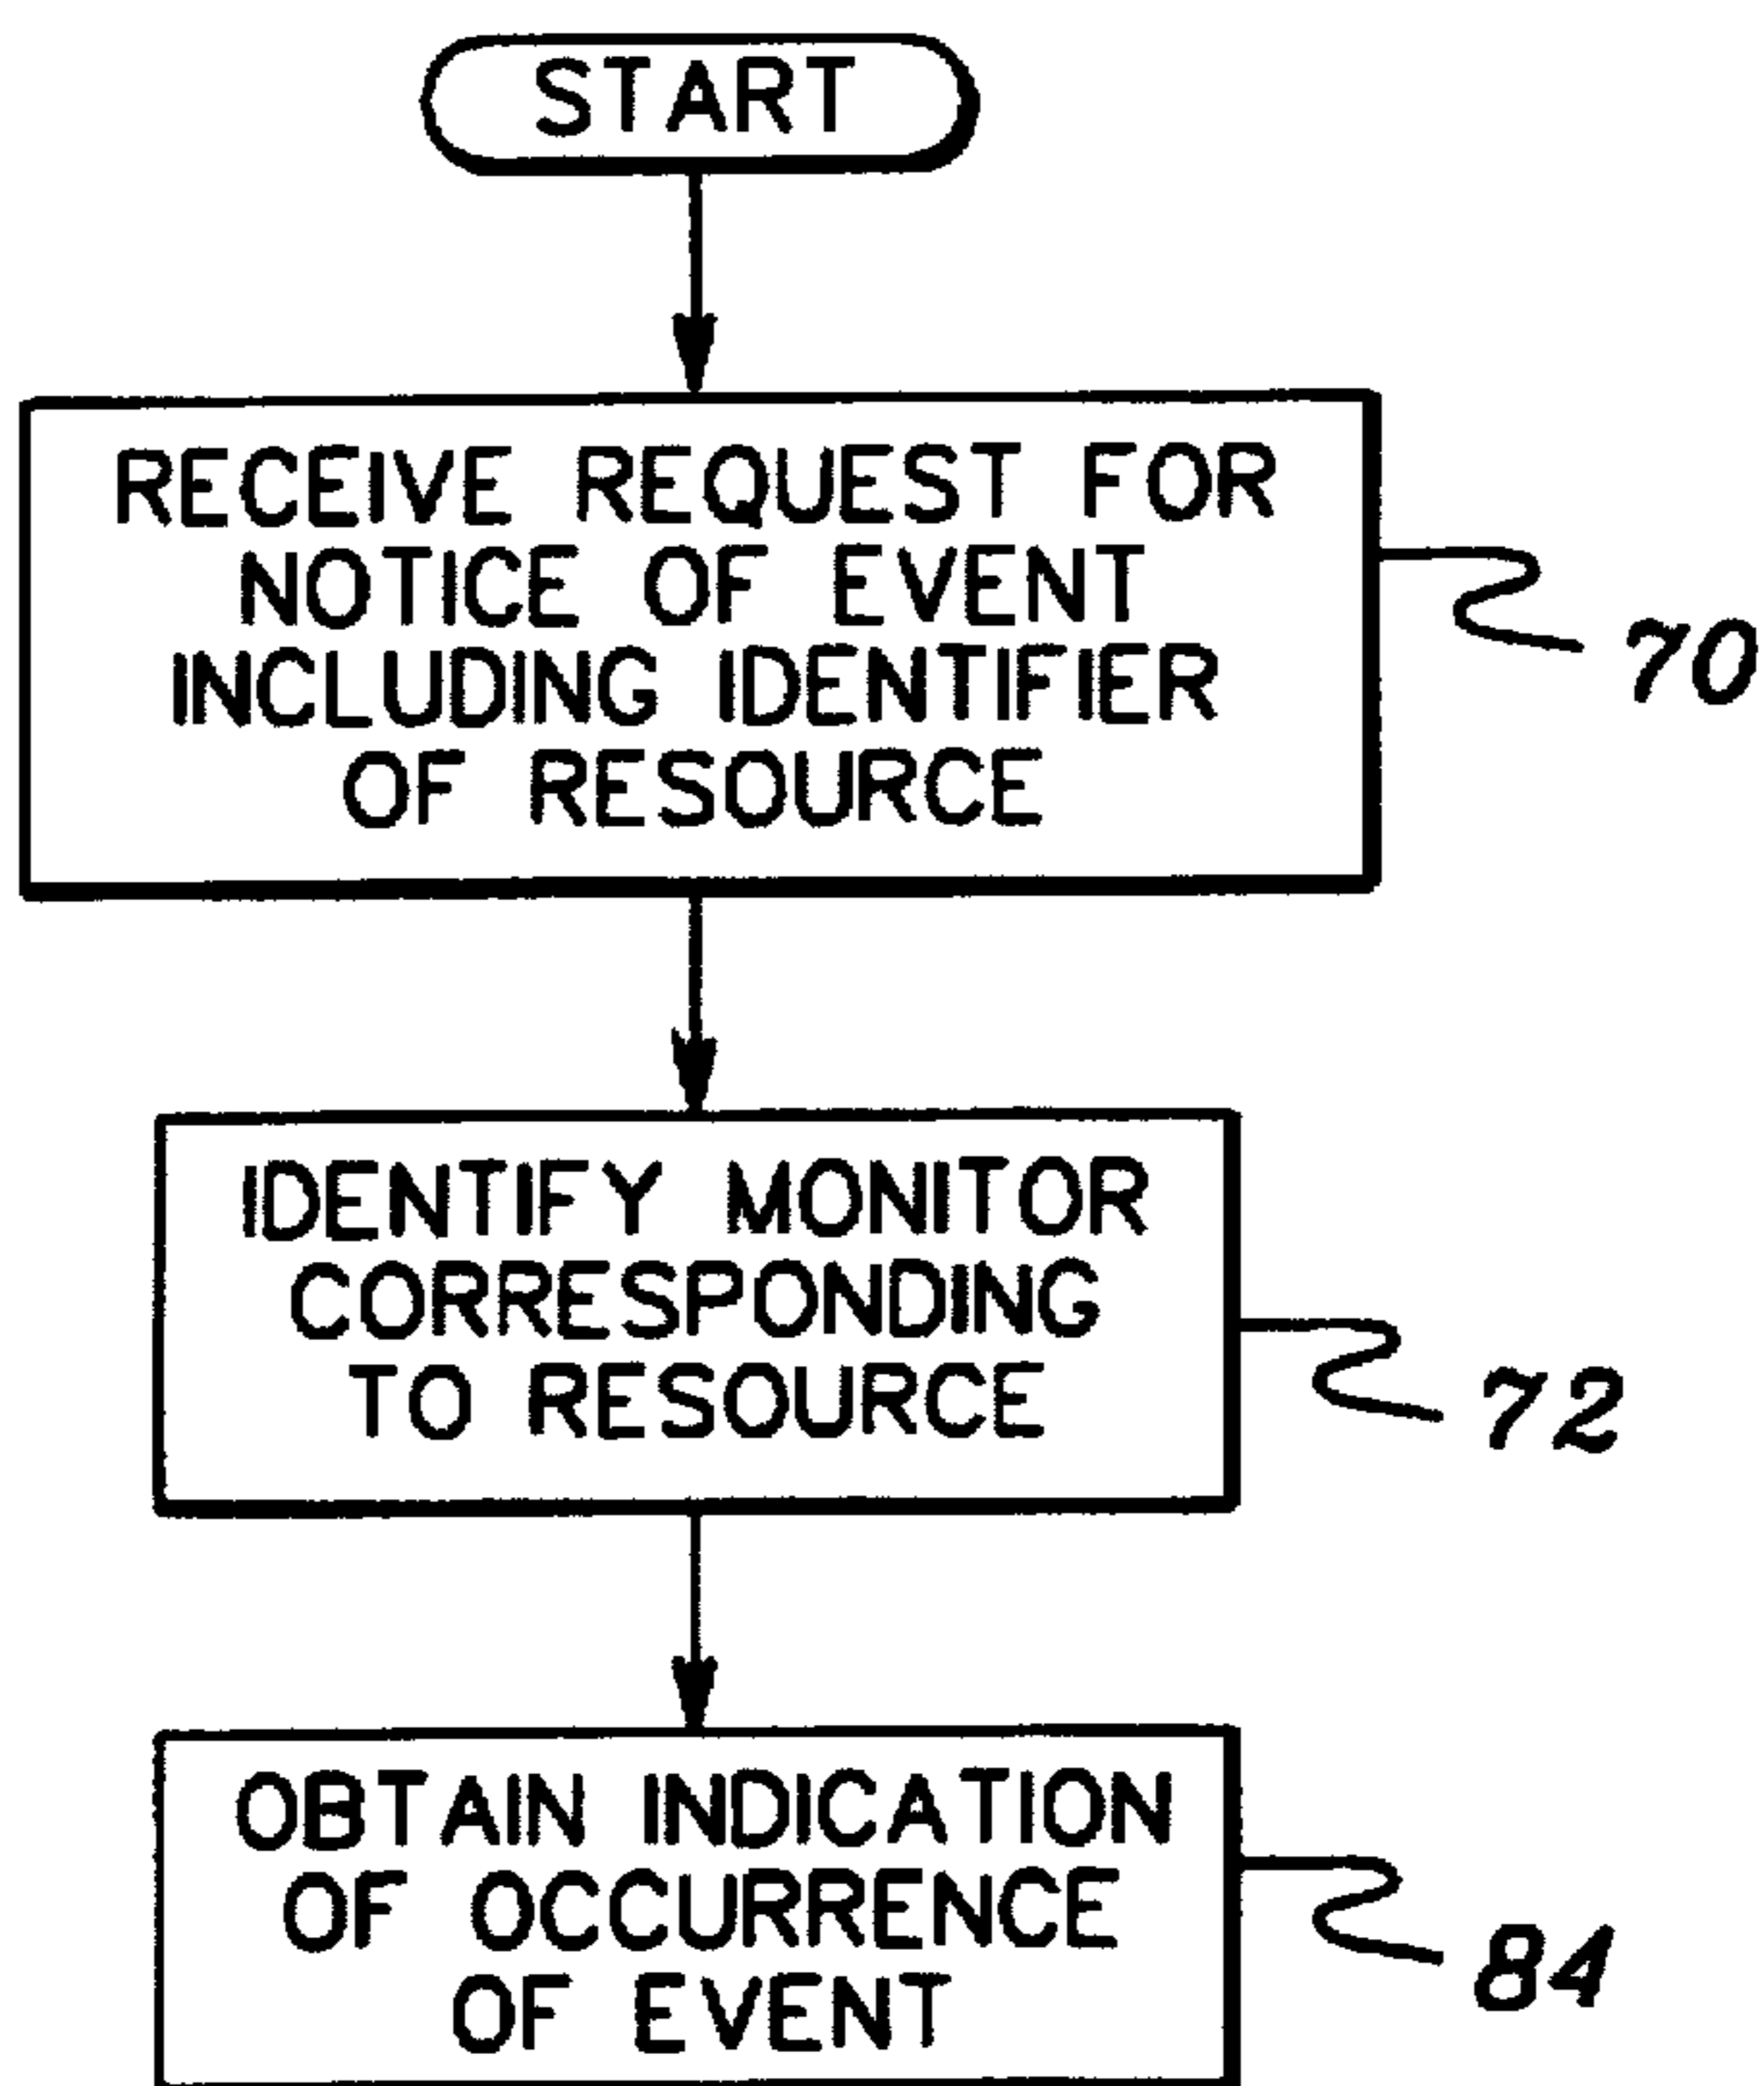 START
RECEIVE REQUEST FOR
NOTICE OF EVENT
INCLUDING IDENTIFIER
OF RESOURCE
70
IDENTIFY MONITOR
CORRESPONDING
TO RESOURCE
72
OBTAIN INDICATION
OF OCCURRENCE
OF EVENT
84